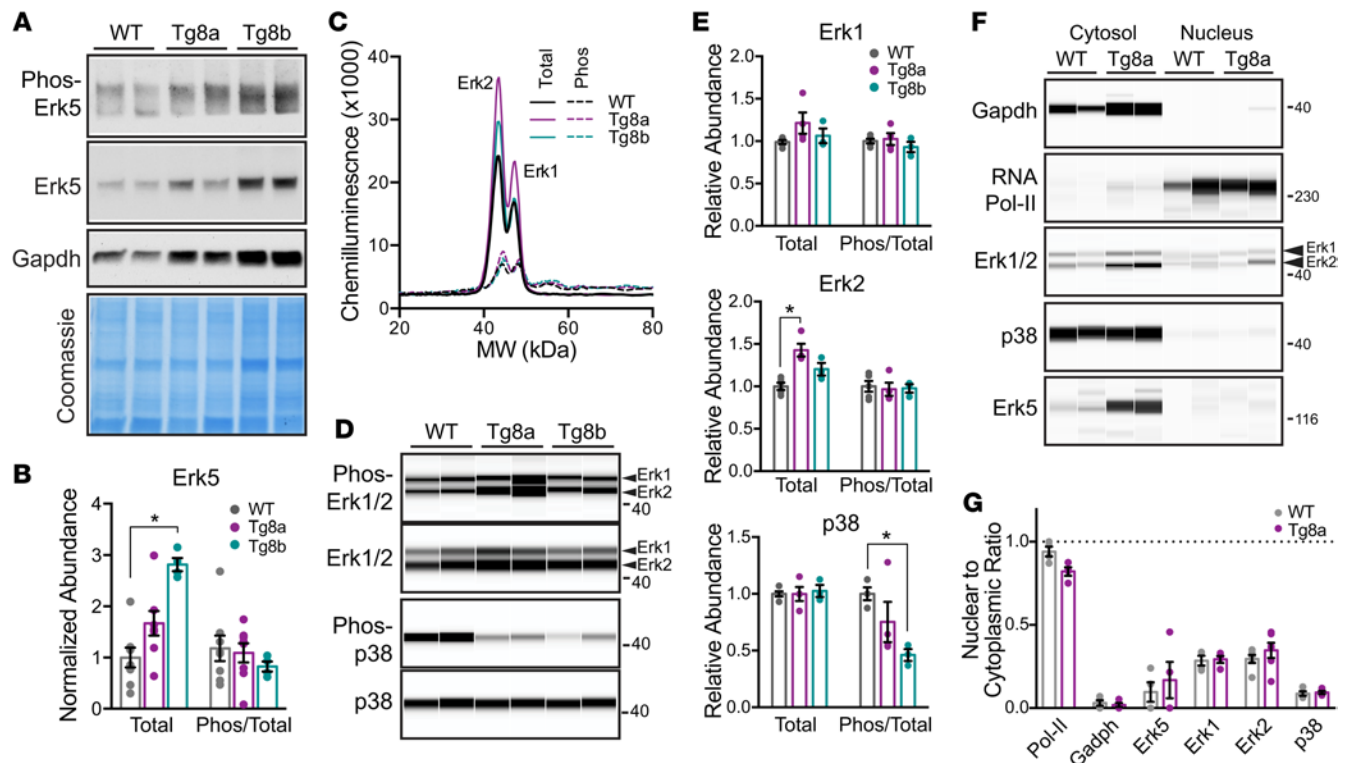 A
WT Tg8a Tg8b
Phos-
Erk5
Erk5
Gapdh
Coomassie
B
Erk5
Normalized Abundance
4
3
2
1
0
*
WT
Tg8a
Tg8b
Total Phos/Total
C
Chemilluminescence (x1000)
40
30
20
10
0
Erk2
Erk1
Total Phos
WT
Tg8a
Tg8b
20 40 60 80
MW (kDa)
D
WT Tg8a Tg8b
Phos-
Erk1/2
Erk1
Erk2
40
Erk1/2
Erk1
Erk2
40
Phos-
p38
-40
p38
-40
E
Erk1
Relative Abundance
2.0
1.5
1.0
0.5
0.0
WT
Tg8a
Tg8b
Total Phos/Total
Erk2
Relative Abundance
2.0
1.5
1.0
0.5
0.0
*
Total Phos/Total
p38
Relative Abundance
1.5
1.0
0.5
0.0
*
Total Phos/Total
F
Cytosol Nucleus
WT Tg8a WT Tg8a
Gapdh
-40
RNA
Pol-II
-230
Erk1/2
Erk1
Erk2
40
p38
-40
Erk5
-116
G
Nuclear to
Cytoplasmic Ratio
1.0
0.5
0.0
WT
Tg8a
Pol-II Gadph Erk5 Erk1 Erk2 p38